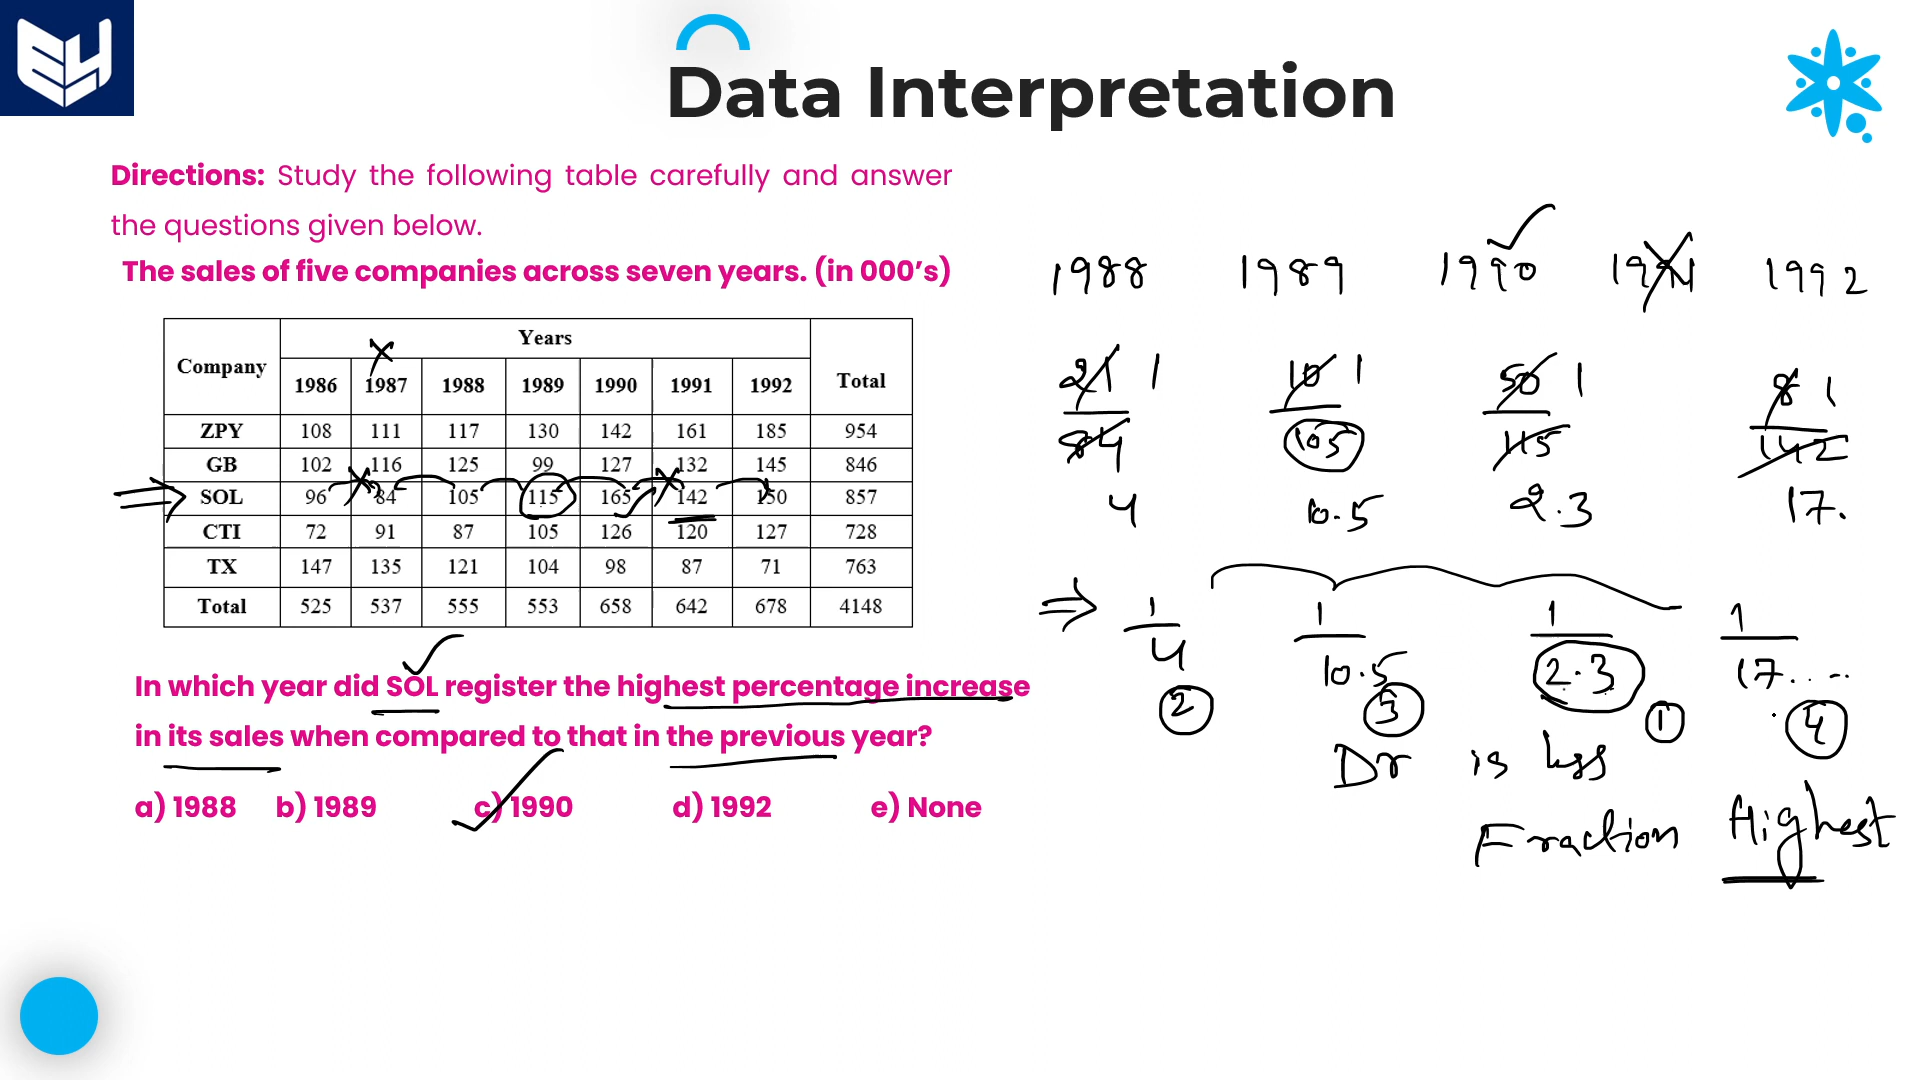 Data Interpretation
Directions: Study the following table carefully and answer
the questions given below.
The sales of five companies across seven years. (in 000's)
Company Years Total
1986 1987 1988 1989 1990 1991 1992
ZPY 108 111 117 130 142 161 185 954
GB 102 116 125 99 127 132 145 846
SOL 96 84 105 115 165 142 150 857
CTI 72 91 87 105 126 120 127 728
TX 147 135 121 104 98 87 71 763
Total 525 537 555 553 658 642 678 4148
In which year did SOL register the highest percentage increase
in its sales when compared to that in the previous year?
a) 1988 b) 1989 c) 1990 d) 1992 e) None
1988 1989 1990 1991 1992
21 1 10 1 50 1 8 1
84 105 115 142
4 10.5 2.3 17.
1 1 1 1
4 10.5 2.3 17....
2 3 1 4
Dr is less
Fraction Highest